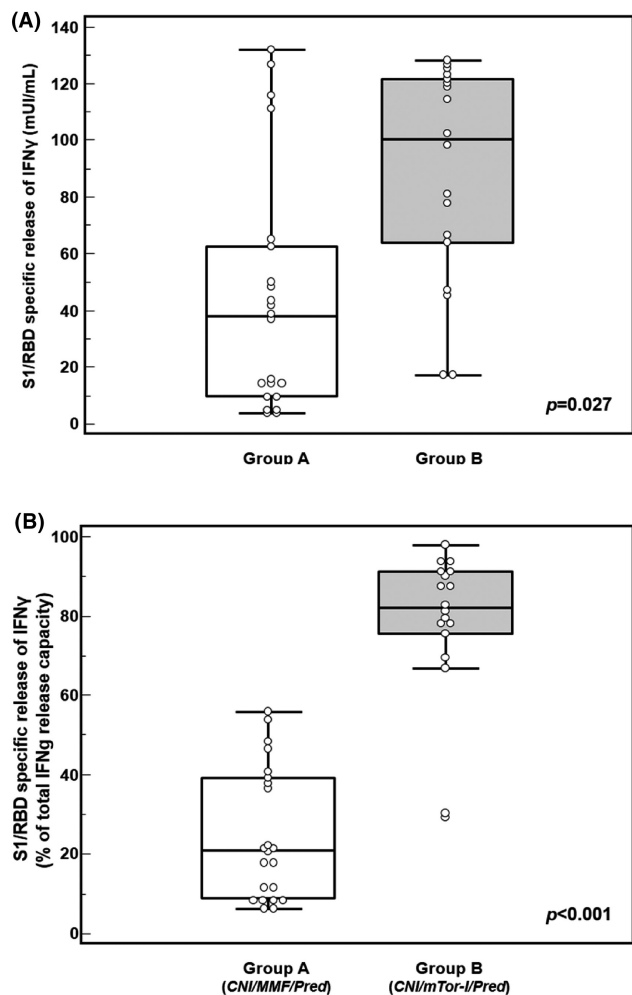 (A)
S1/RBD specific release of IFNγ (mUI/mL)
140
120
100
80
60
40
20
0
p=0.027
Group A
Group B
(B)
S1/RBD specific release of IFNγ
(% of total IFNg release capacity)
100
80
60
40
20
0
p<0.001
Group A
(CNI/MMF/Pred)
Group B
(CNI/mTor-I/Pred)